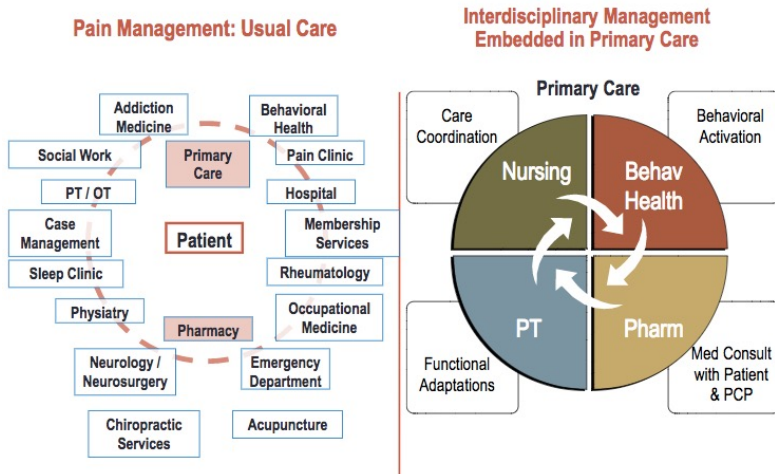 Pain Management: Usual Care
Addiction
Medicine
Behavioral
Health
Social Work
Primary
Care
Pain Clinic
PT / OT
Hospital
Case
Management
Patient
Membership
Services
Sleep Clinic
Rheumatology
Physiatry
Pharmacy
Occupational
Medicine
Neurology /
Neurosurgery
Emergency
Department
Chiropractic
Services
Acupuncture
Interdisciplinary Management
Embedded in Primary Care
Primary Care
Care
Coordination
Behavioral
Activation
Nursing
Behav
Health
PT
Pharm
Functional
Adaptations
Med Consult
with Patient
& PCP